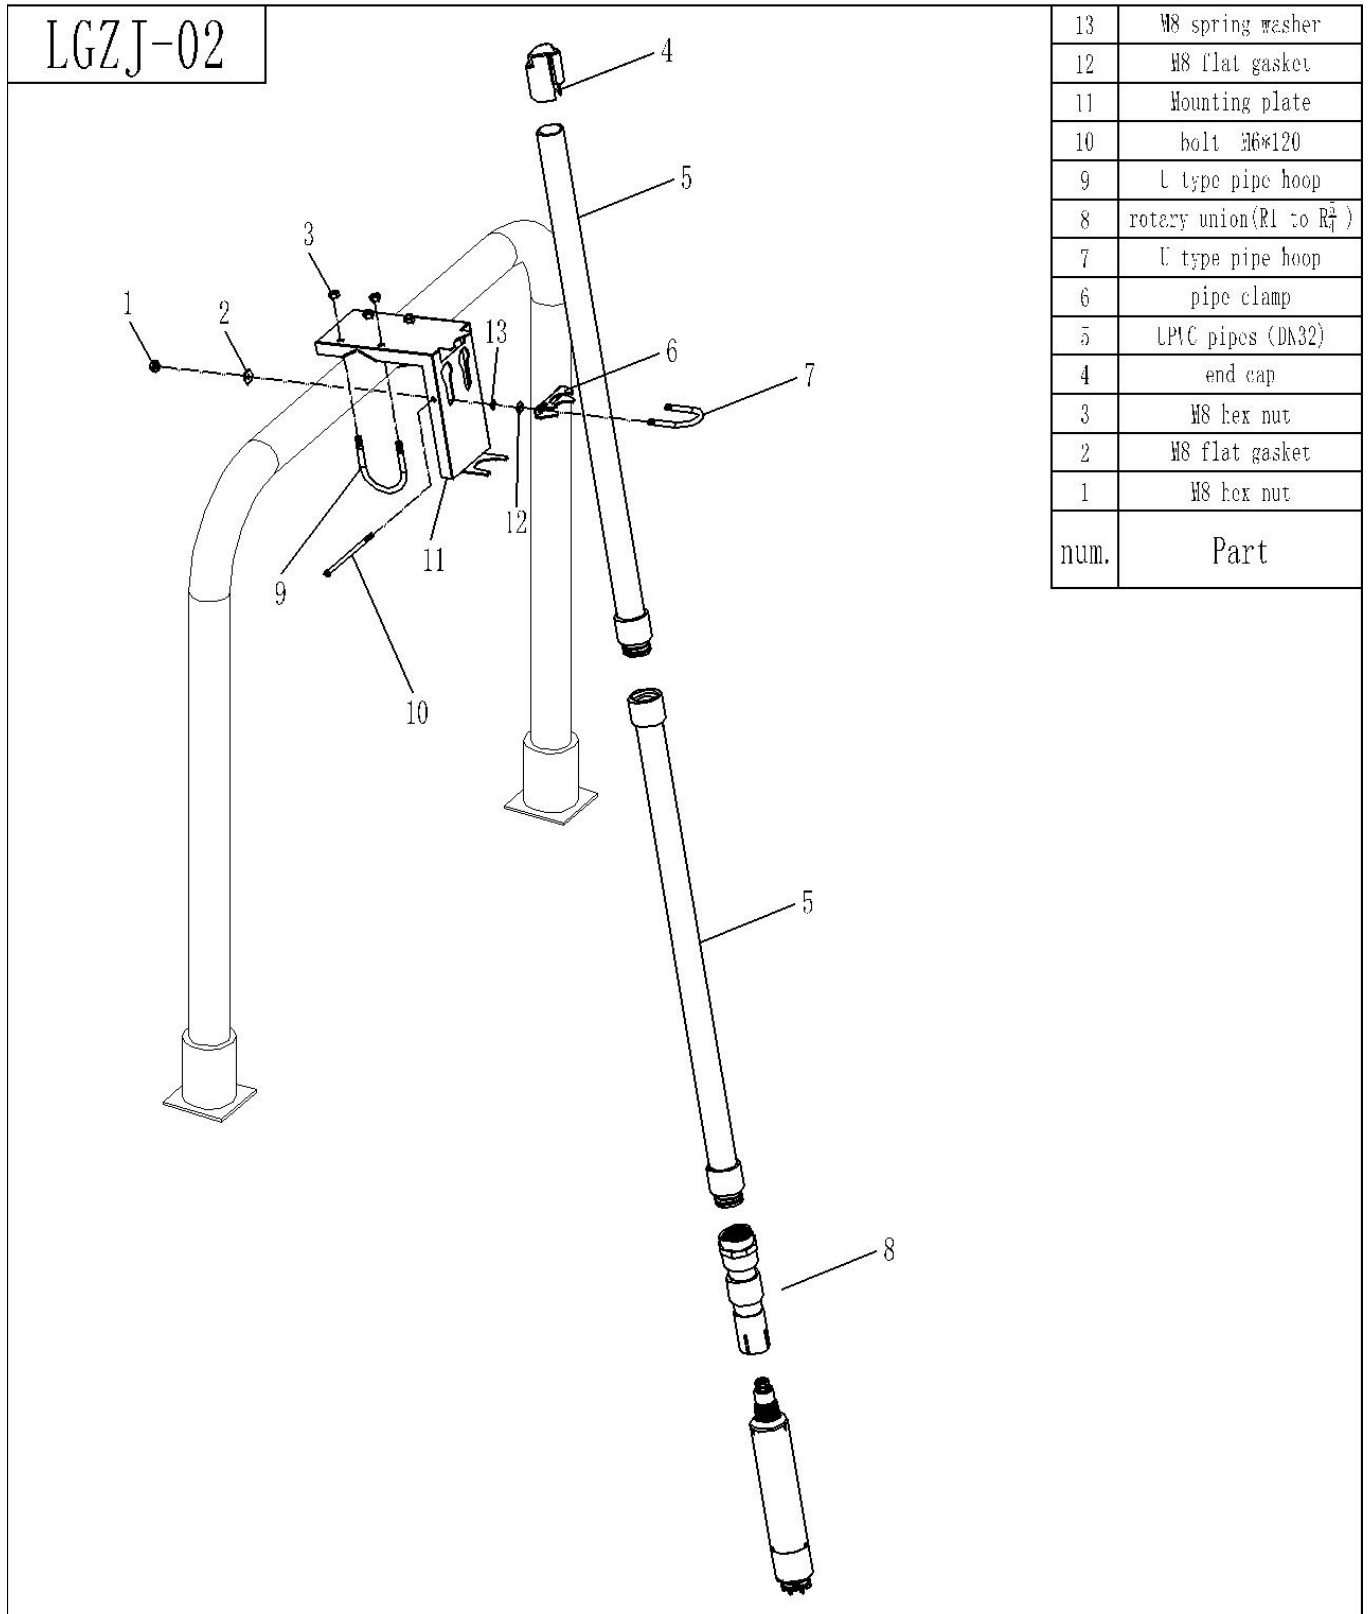 LGZJ-02
13 M8 spring washer
12 M8 flat gasket
11 Mounting plate
10 bolt M6*120
9 U type pipe hoop
8 rotary union(R1 to R5/4)
7 U type pipe hoop
6 pipe clamp
5 UPVC pipes (DN32)
4 end cap
3 M8 hex nut
2 M8 flat gasket
1 M8 hex nut
num. Part
4
5
3
1
2
13
6
7
12
11
9
10
5
8